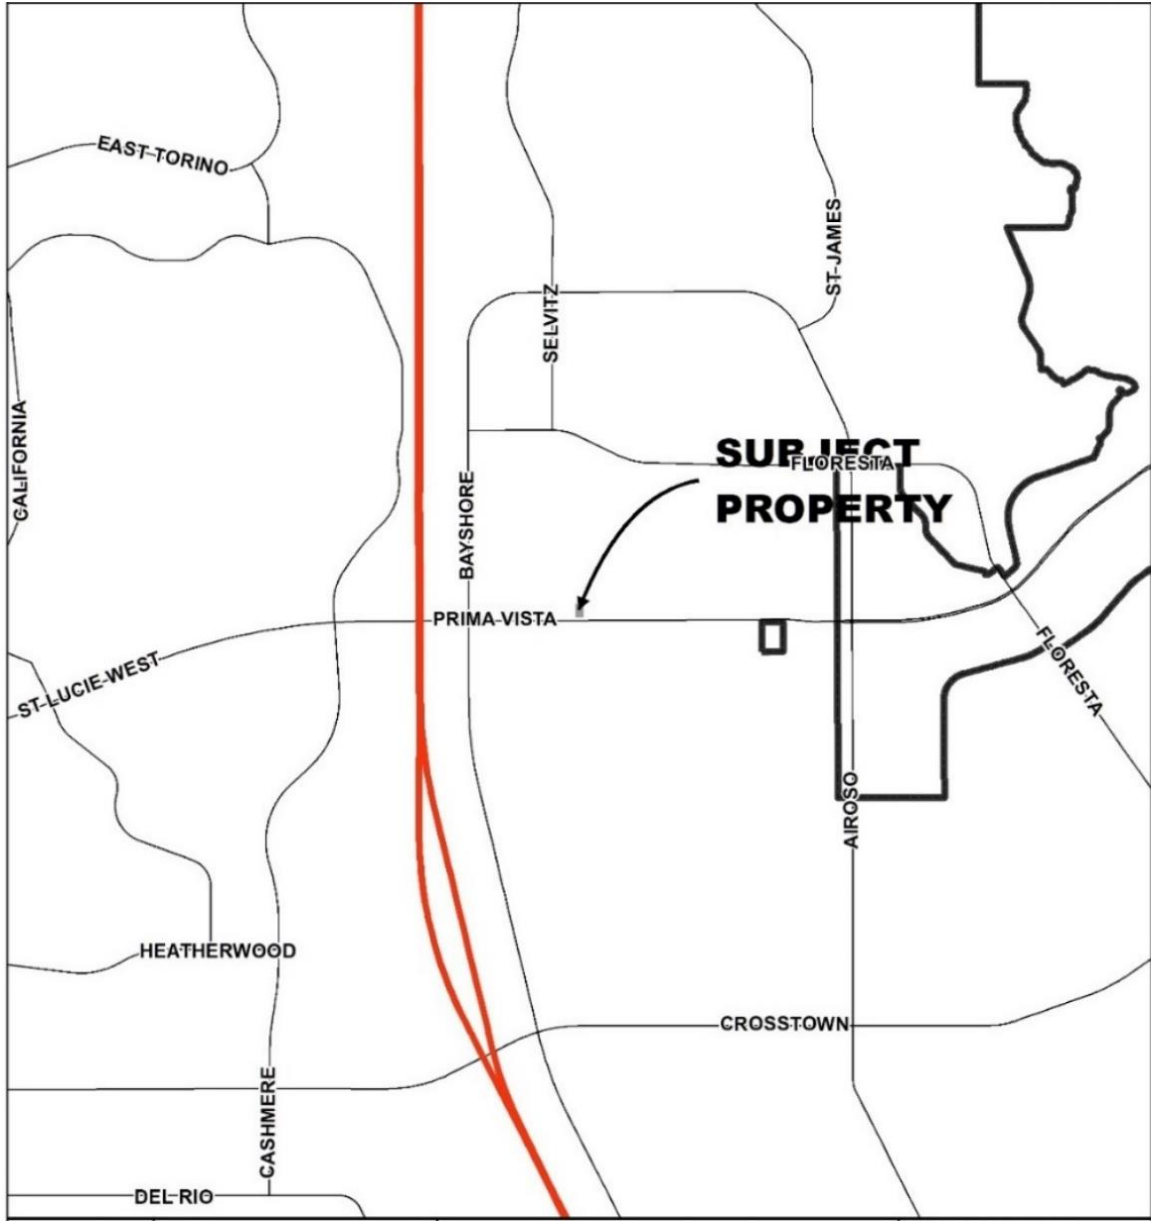 EAST TORINO
ST JAMES
SELVITZ
CALIFORNIA
SUBJECT
FLORESTA
PROPERTY
BAYSHORE
PRIMA VISTA
FLORESTA
ST LUCIE WEST
AIROSO
HEATHERWOOD
CROSSTOWN
CASHMERE
DEL RIO